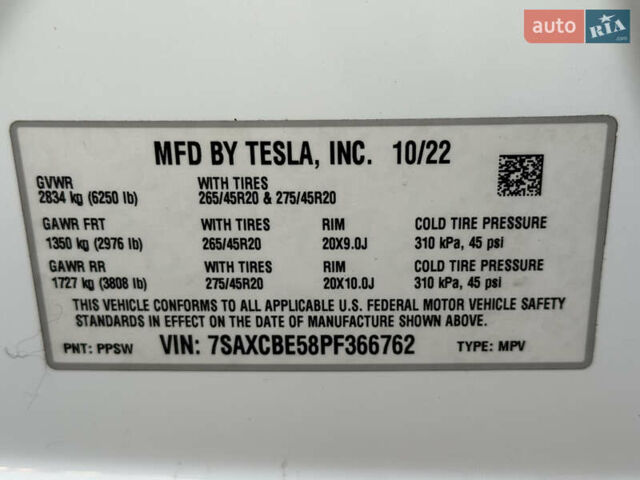 auto RIA
.com
MFD BY TESLA, INC. 10/22
GVWR WITH TIRES
2834 kg (6250 lb) 265/45R20 & 275/45R20
GAWR FRT WITH TIRES RIM COLD TIRE PRESSURE
1350 kg (2976 lb) 265/45R20 20X9.0J 310 kPa, 45 psi
GAWR RR WITH TIRES RIM COLD TIRE PRESSURE
1727 kg (3808 lb) 275/45R20 20X10.0J 310 kPa, 45 psi
THIS VEHICLE CONFORMS TO ALL APPLICABLE U.S. FEDERAL MOTOR VEHICLE SAFETY
STANDARDS IN EFFECT ON THE DATE OF MANUFACTURE SHOWN ABOVE.
PNT: PPSW VIN: 7SAXCBE58PF366762 TYPE: MPV